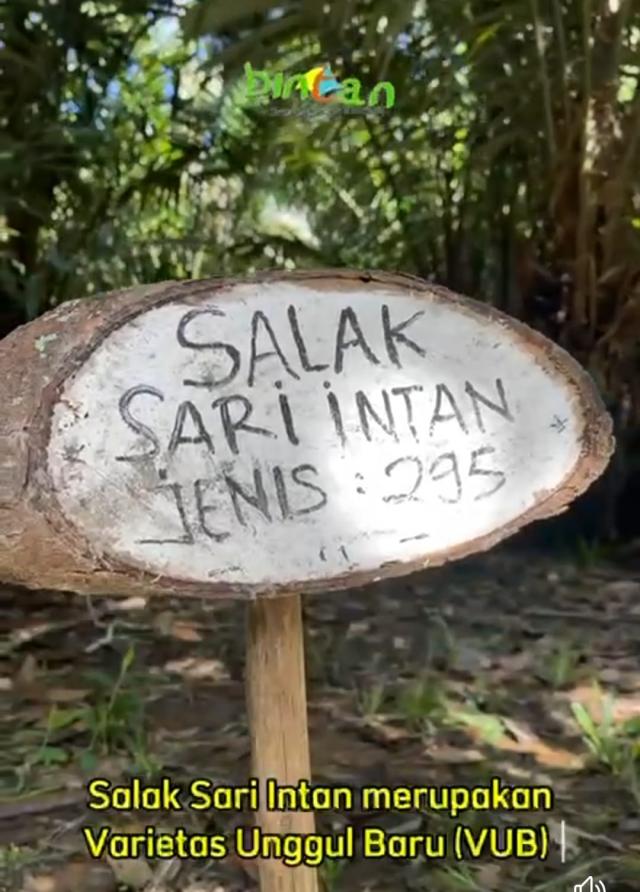 bintan
SALAK
SARI INTAN
JENIS : 295
Salak Sari Intan merupakan
Varietas Unggul Baru (VUB)